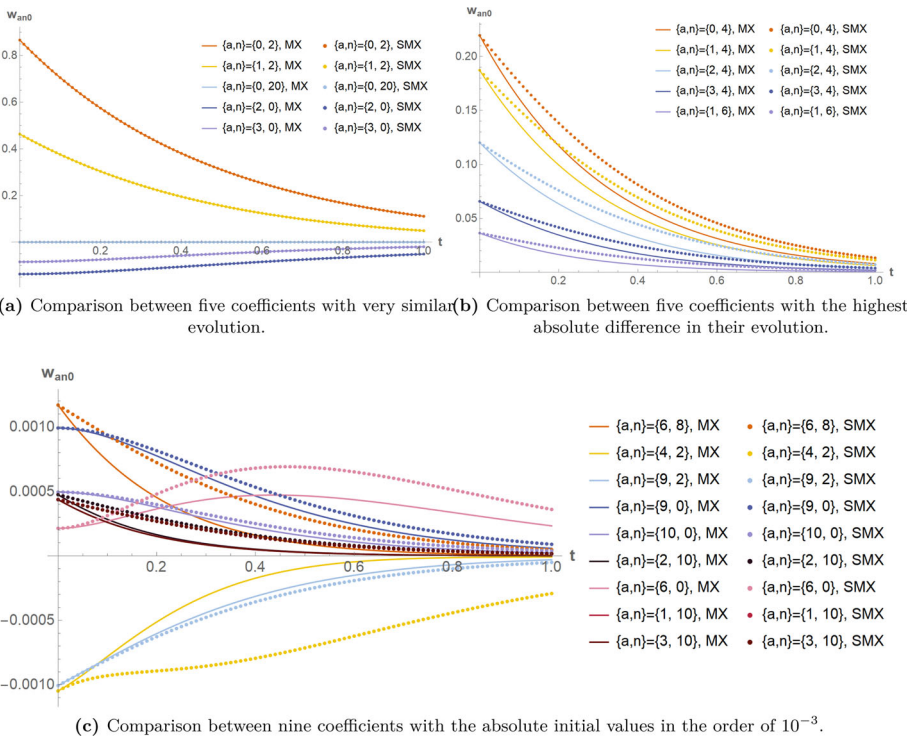 w_an0
0.8
0.6
0.4
0.2
0.2 0.4 0.6 0.8 1.0 t
{a,n}={0, 2}, MX {a,n}={0, 2}, SMX
{a,n}={1, 2}, MX {a,n}={1, 2}, SMX
{a,n}={0, 20}, MX {a,n}={0, 20}, SMX
{a,n}={2, 0}, MX {a,n}={2, 0}, SMX
{a,n}={3, 0}, MX {a,n}={3, 0}, SMX
w_an0
0.20
0.15
0.10
0.05
0.2 0.4 0.6 0.8 1.0 t
{a,n}={0, 4}, MX {a,n}={0, 4}, SMX
{a,n}={1, 4}, MX {a,n}={1, 4}, SMX
{a,n}={2, 4}, MX {a,n}={2, 4}, SMX
{a,n}={3, 4}, MX {a,n}={3, 4}, SMX
{a,n}={1, 6}, MX {a,n}={1, 6}, SMX
(a) Comparison between five coefficients with very similar
evolution.
(b) Comparison between five coefficients with the highest
absolute difference in their evolution.
w_an0
0.0010
0.0005
-0.0005
-0.0010
0.2 0.4 0.6 0.8 1.0 t
{a,n}={6, 8}, MX {a,n}={6, 8}, SMX
{a,n}={4, 2}, MX {a,n}={4, 2}, SMX
{a,n}={9, 2}, MX {a,n}={9, 2}, SMX
{a,n}={9, 0}, MX {a,n}={9, 0}, SMX
{a,n}={10, 0}, MX {a,n}={10, 0}, SMX
{a,n}={2, 10}, MX {a,n}={2, 10}, SMX
{a,n}={6, 0}, MX {a,n}={6, 0}, SMX
{a,n}={1, 10}, MX {a,n}={1, 10}, SMX
{a,n}={3, 10}, MX {a,n}={3, 10}, SMX
(c) Comparison between nine coefficients with the absolute initial values in the order of 10⁻³.